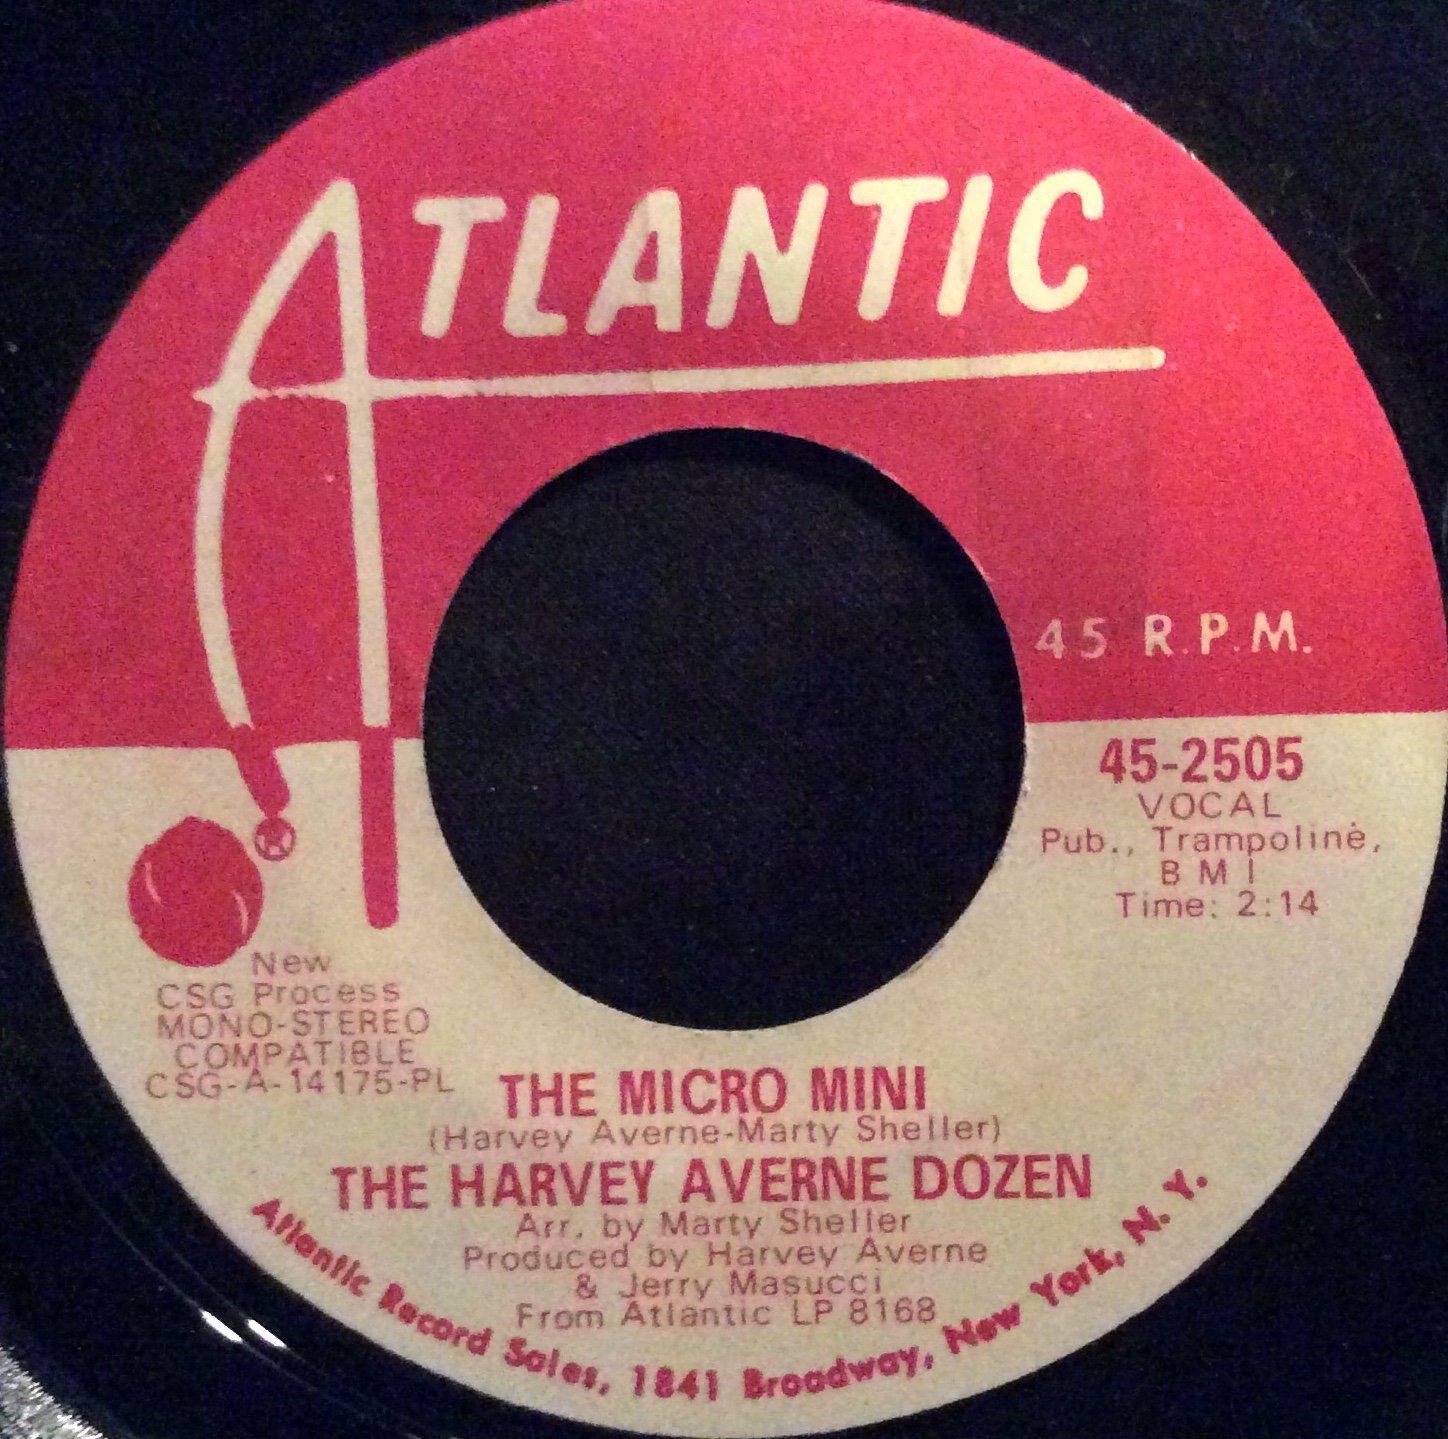 ATLANTIC
45 R.P.M.
45-2505
VOCAL
Pub., Trampoline,
B M I
Time: 2:14
New
CSG Process
MONO-STEREO
COMPATIBLE
CSG-A-14175-PL
THE MICRO MINI
(Harvey Averne-Marty Sheller)
THE HARVEY AVERNE DOZEN
Arr. by Marty Sheller
Produced by Harvey Averne
& Jerry Masucci
From Atlantic LP 8168
Atlantic Record Sales, 1841 Broadway, New York, N. Y.